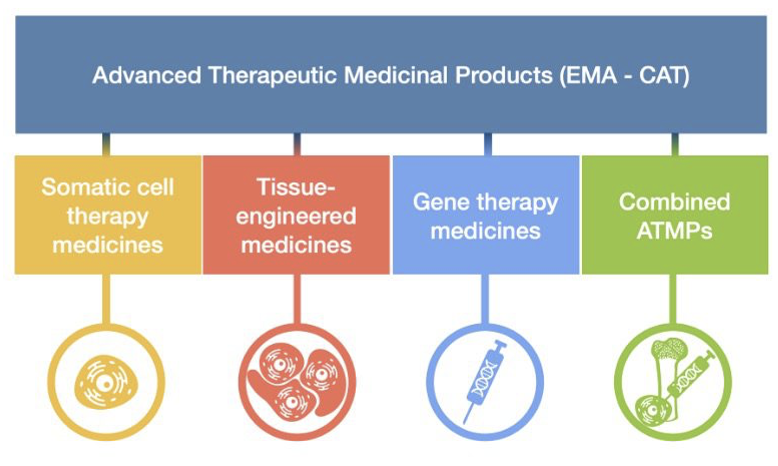 Advanced Therapeutic Medicinal Products (EMA - CAT)
Somatic cell
therapy
medicines
Tissue-
engineered
medicines
Gene therapy
medicines
Combined
ATMPs